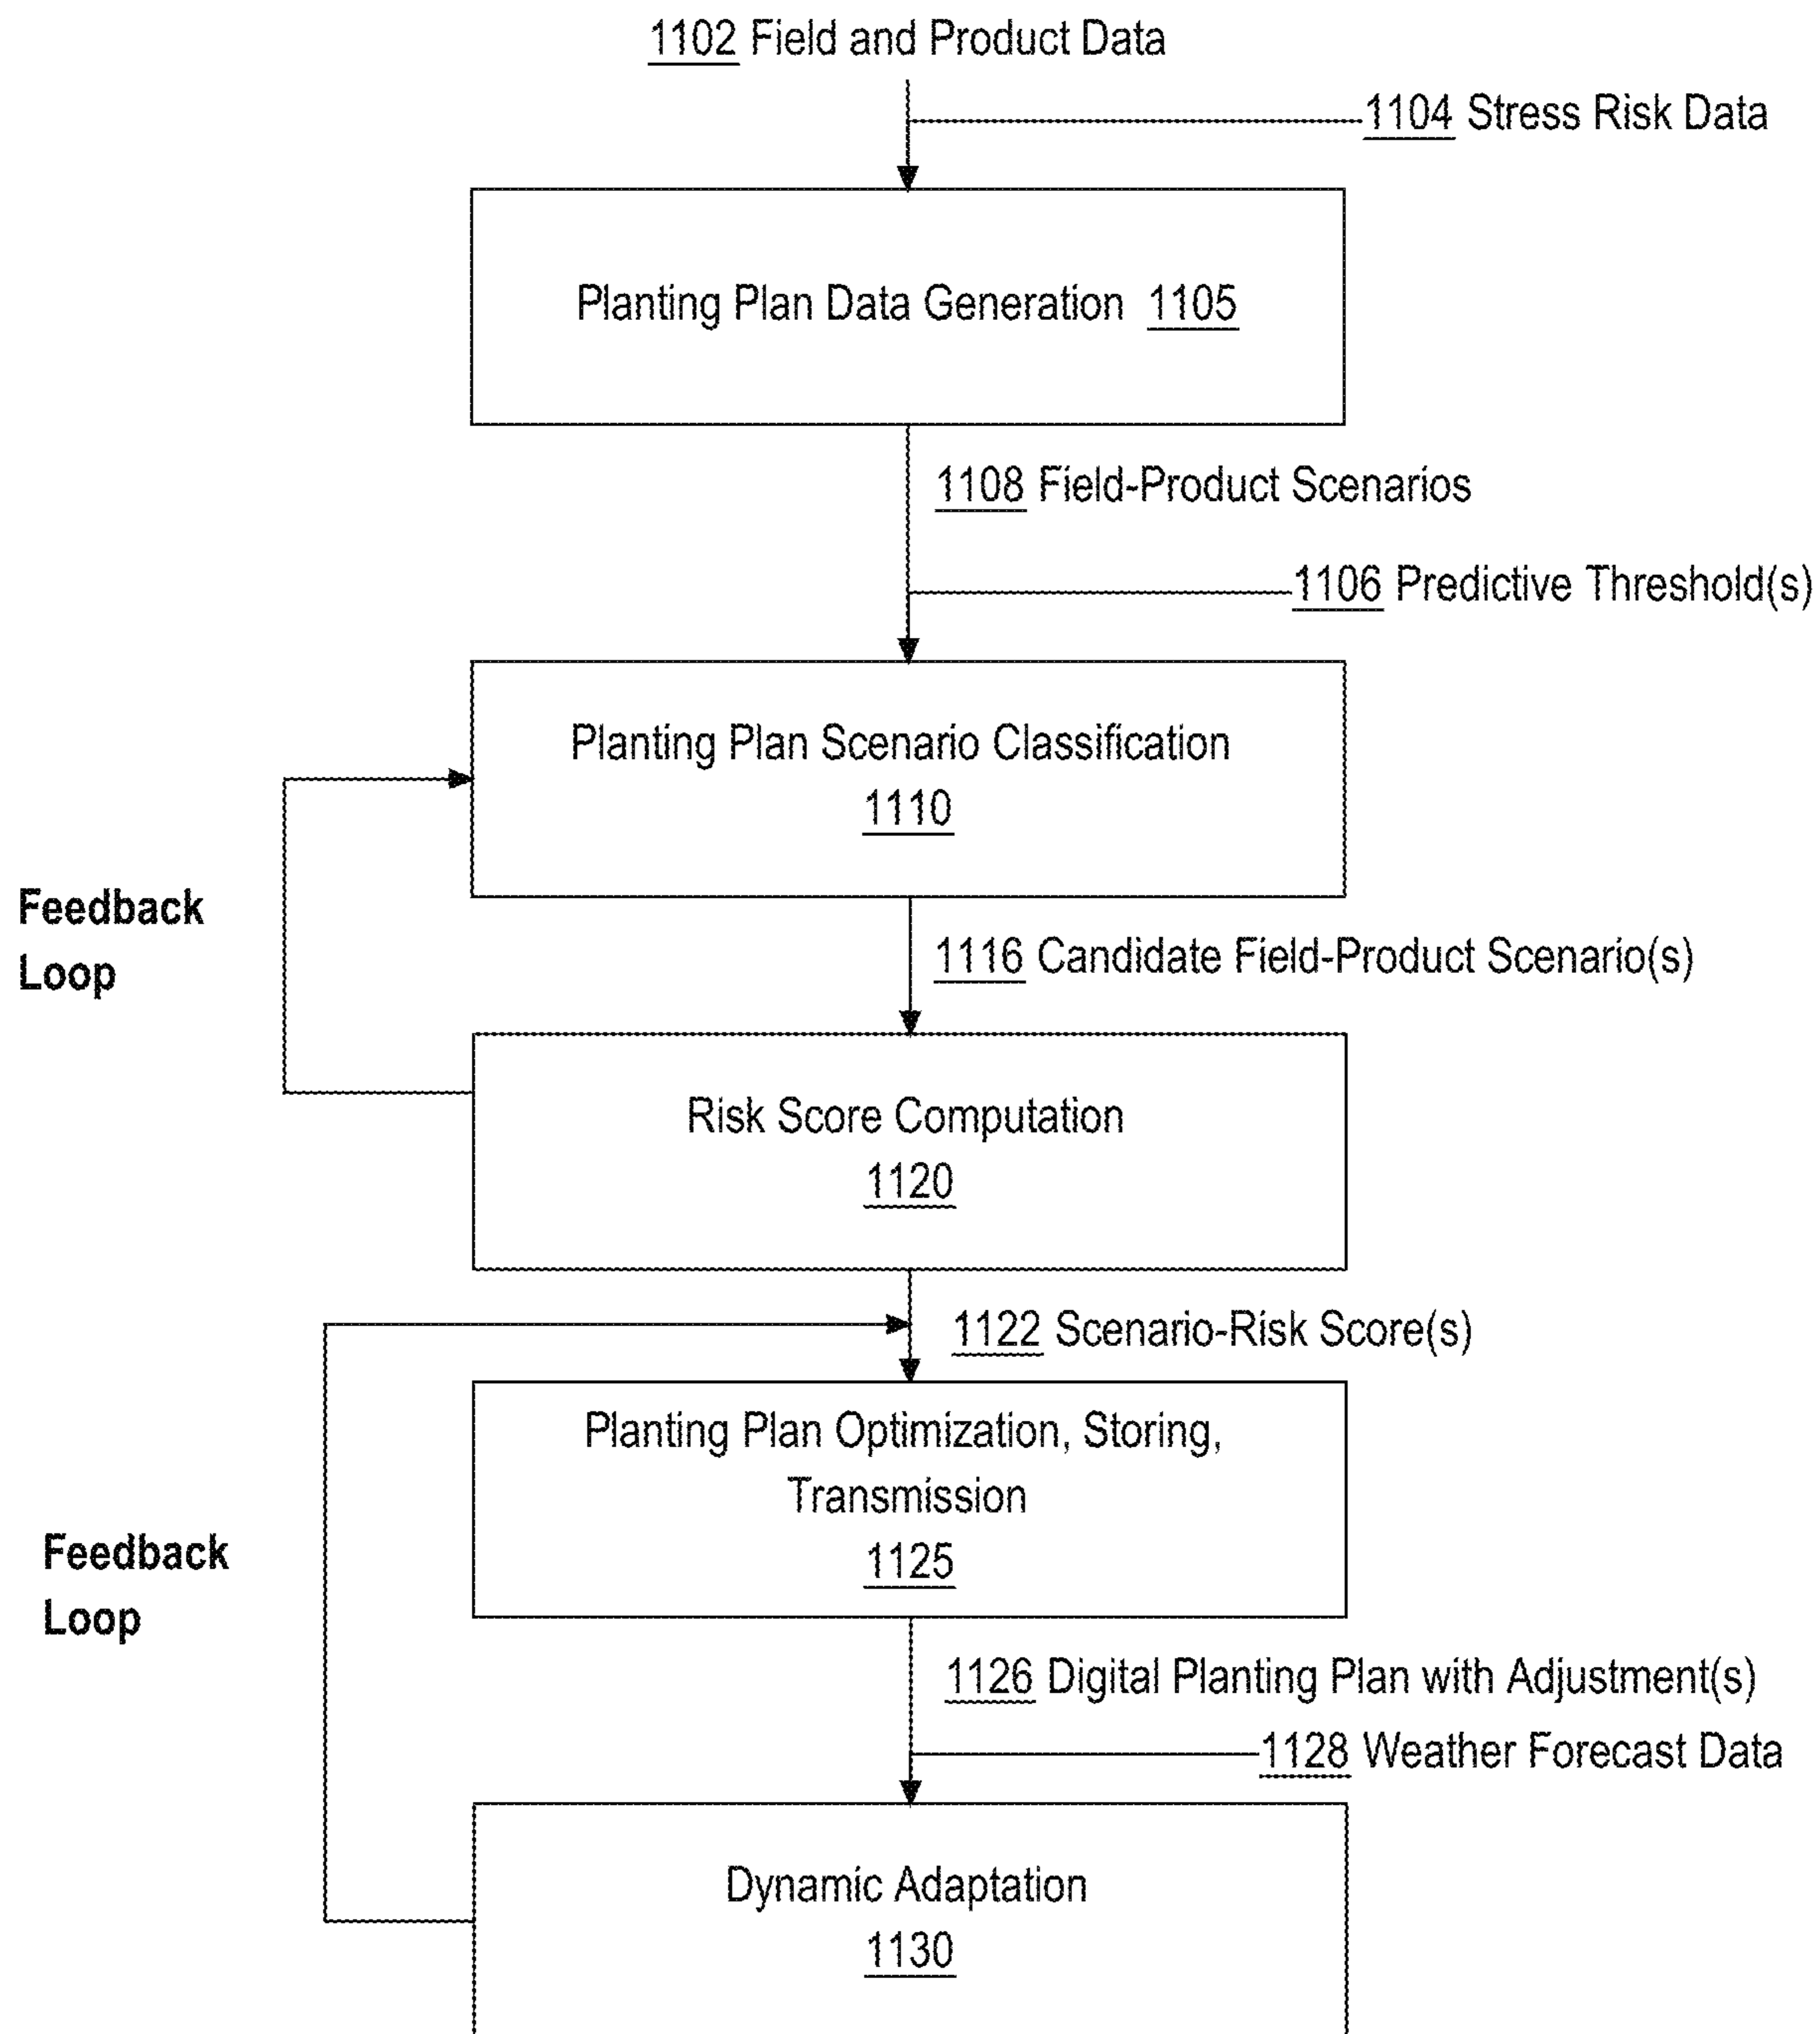 1102 Field and Product Data
1104 Stress Risk Data
Planting Plan Data Generation 1105
1108 Field-Product Scenarios
1106 Predictive Threshold(s)
Planting Plan Scenario Classification
1110
Feedback
Loop
1116 Candidate Field-Product Scenario(s)
Risk Score Computation
1120
1122 Scenario-Risk Score(s)
Planting Plan Optimization, Storing,
Transmission
1125
Feedback
Loop
1126 Digital Planting Plan with Adjustment(s)
1128 Weather Forecast Data
Dynamic Adaptation
1130